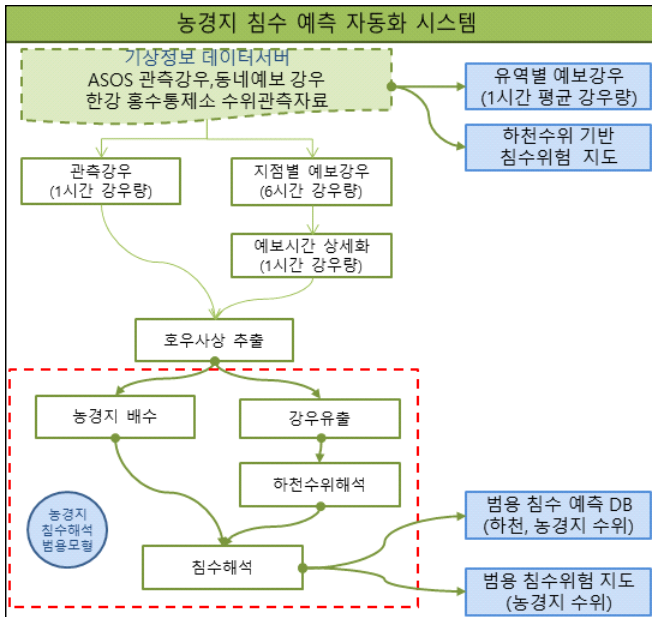 농경지 침수 예측 자동화 시스템
기상정보 데이터서버
ASOS 관측강우,동네예보 강우
한강 홍수통제소 수위관측자료
유역별 예보강우
(1시간 평균 강우량)
하천수위 기반
침수위험 지도
관측강우
(1시간 강우량)
지점별 예보강우
(6시간 강우량)
예보시간 상세화
(1시간 강우량)
호우사상 추출
농경지 배수
강우유출
하천수위해석
농경지
침수해석
범용모형
침수해석
범용 침수 예측 DB
(하천, 농경지 수위)
범용 침수위험 지도
(농경지 수위)